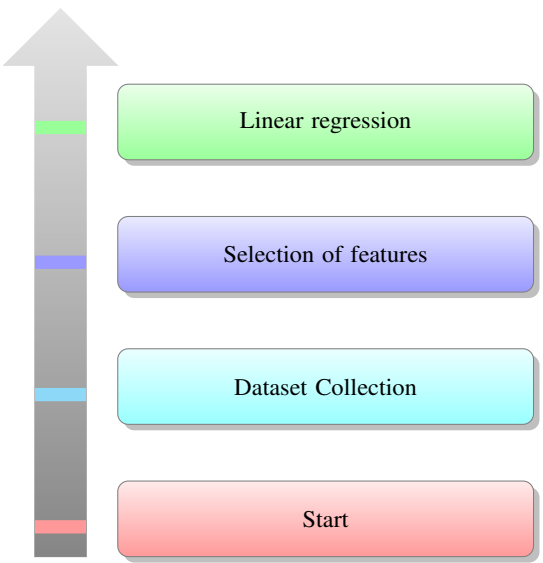 Linear regression
Selection of features
Dataset Collection
Start